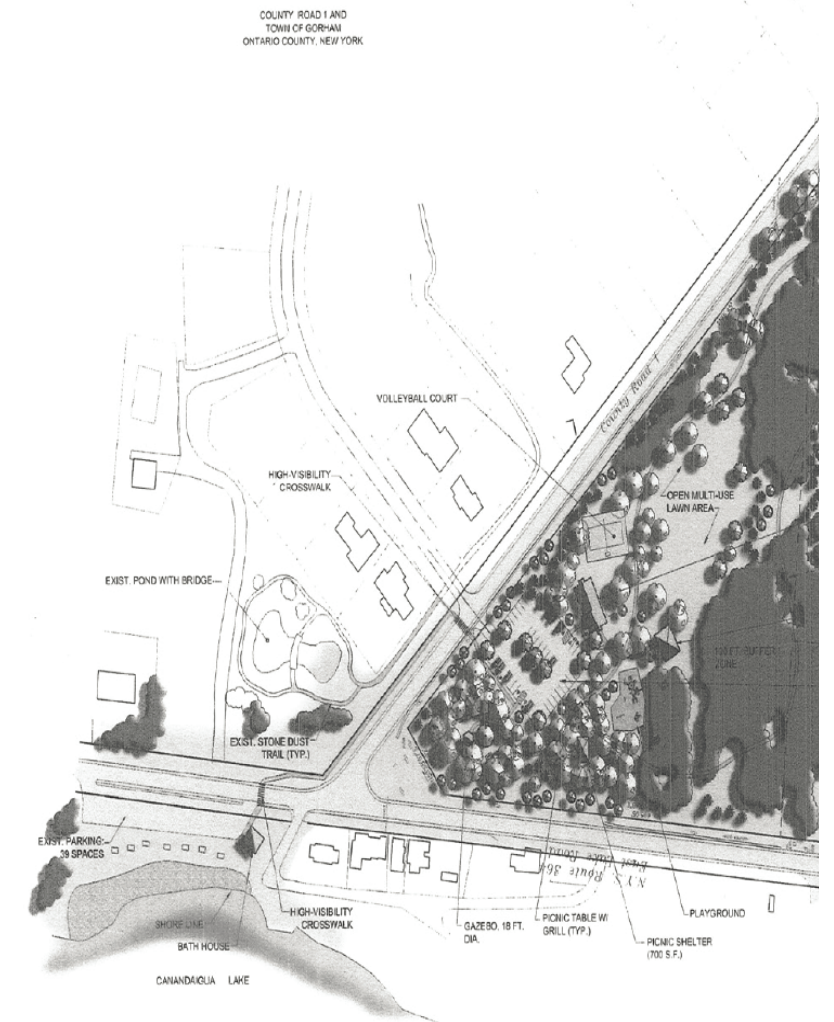 COUNTY ROAD 1 AND
TOWN OF GORHAM
ONTARIO COUNTY, NEW YORK
County Road 1
VOLLEYBALL COURT
HIGH-VISIBILITY
CROSSWALK
OPEN MULTI-USE
LAWN AREA
EXIST. POND WITH BRIDGE
100 FT. BUFFER
ZONE
EXIST. STONE DUST
TRAIL (TYP.)
EXIST. PARKING:
39 SPACES
N.Y.S. Route 364
East Lake Road
SHORE LINE
BATH HOUSE
HIGH-VISIBILITY
CROSSWALK
GAZEBO, 18 FT.
DIA.
PICNIC TABLE W/
GRILL (TYP.)
PLAYGROUND
PICNIC SHELTER
(700 S.F.)
CANANDAIGUA LAKE